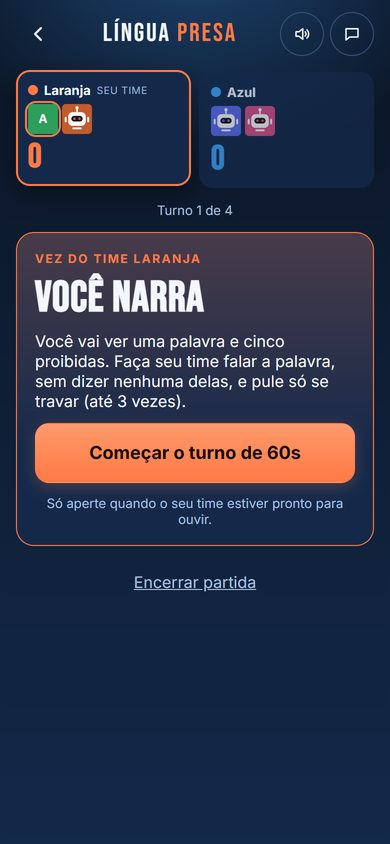 LÍNGUA PRESA
Laranja SEU TIME
A
0
Azul
0
Turno 1 de 4
VEZ DO TIME LARANJA
VOCÊ NARRA
Você vai ver uma palavra e cinco
proibidas. Faça seu time falar a palavra,
sem dizer nenhuma delas, e pule só se
travar (até 3 vezes).
Começar o turno de 60s
Só aperte quando o seu time estiver pronto para
ouvir.
Encerrar partida